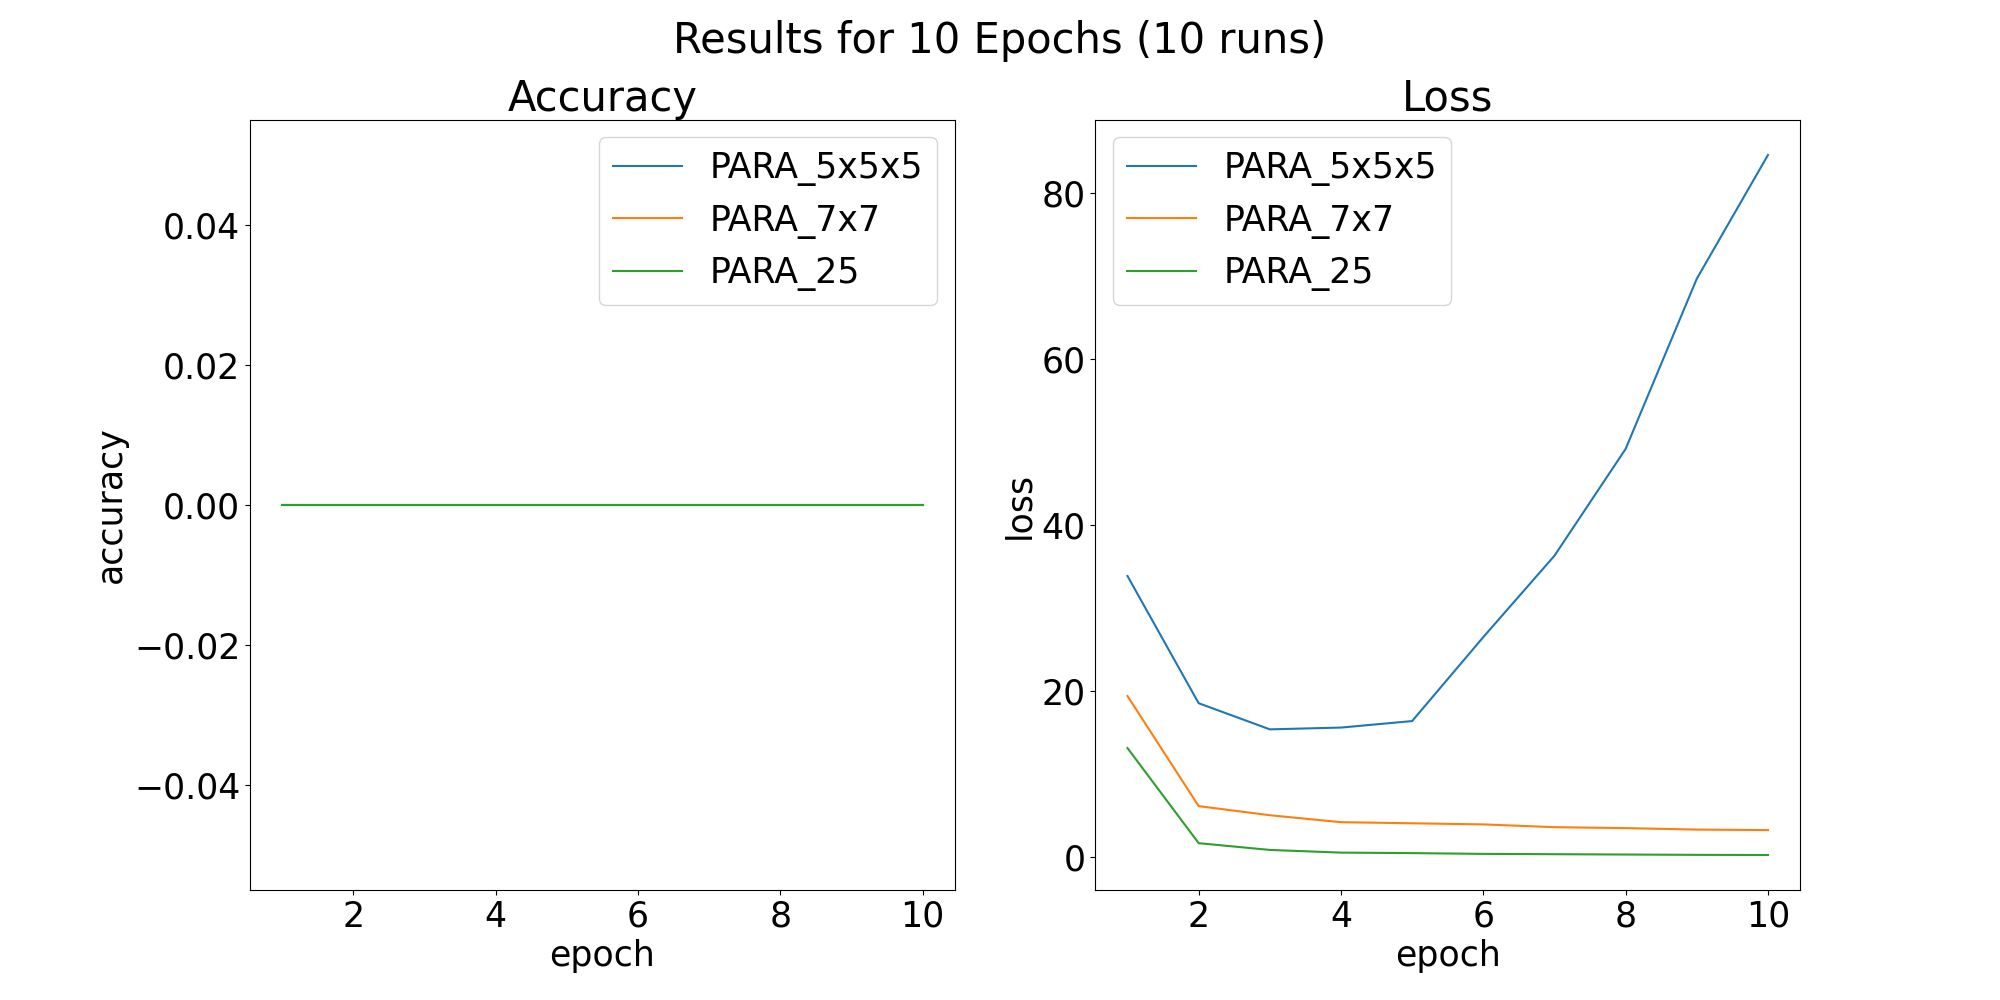 Results for 10 Epochs (10 runs)
Accuracy
PARA_5x5x5
PARA_7x7
PARA_25
0.04
0.02
0.00
−0.02
−0.04
accuracy
2 4 6 8 10
epoch
Loss
PARA_5x5x5
PARA_7x7
PARA_25
80
60
40
20
0
loss
2 4 6 8 10
epoch